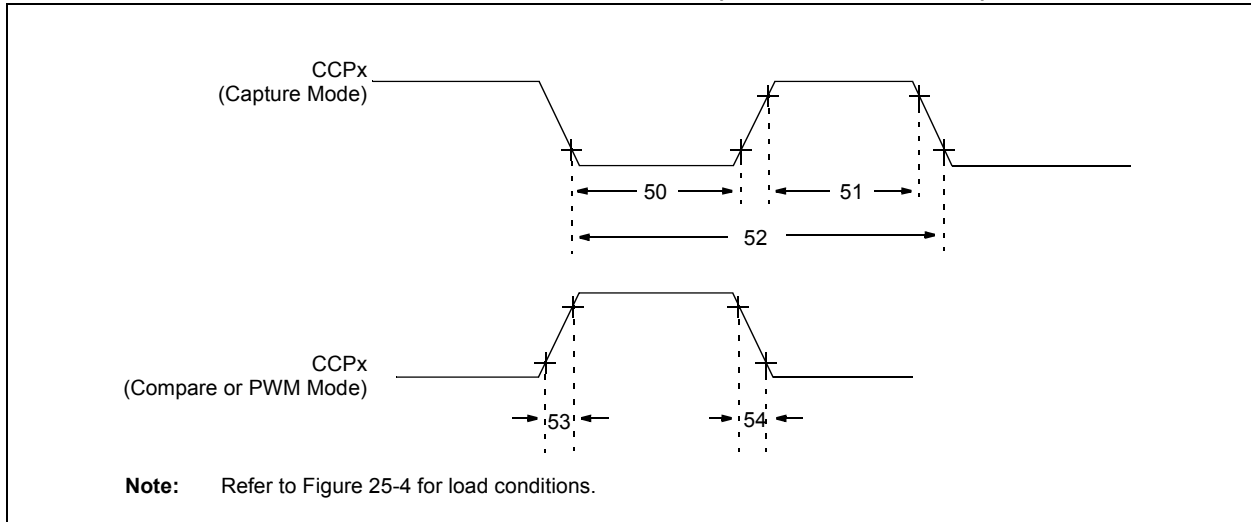 CCPx
(Capture Mode)
50
51
52
CCPx
(Compare or PWM Mode)
53
54
Note: Refer to Figure 25-4 for load conditions.